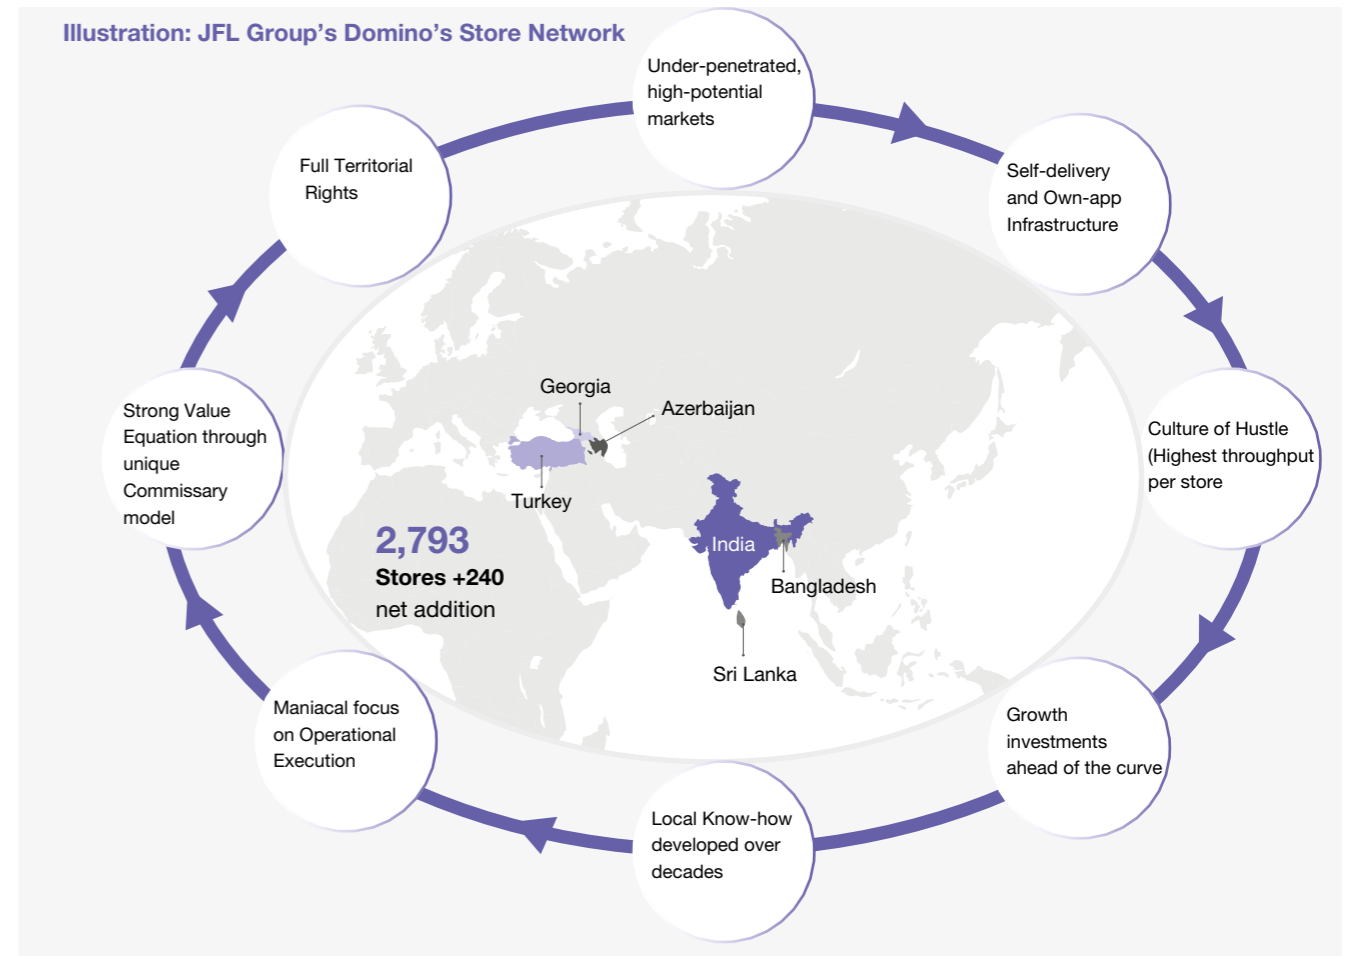 Illustration: JFL Group’s Domino’s Store Network
Under-penetrated,
high-potential
markets
Self-delivery
and Own-app
Infrastructure
Culture of Hustle
(Highest throughput
per store
Growth
investments
ahead of the curve
Local Know-how
developed over
decades
Maniacal focus
on Operational
Execution
Strong Value
Equation through
unique
Commissary
model
Full Territorial
Rights
Georgia
Azerbaijan
Turkey
India
Bangladesh
Sri Lanka
2,793
Stores +240
net addition